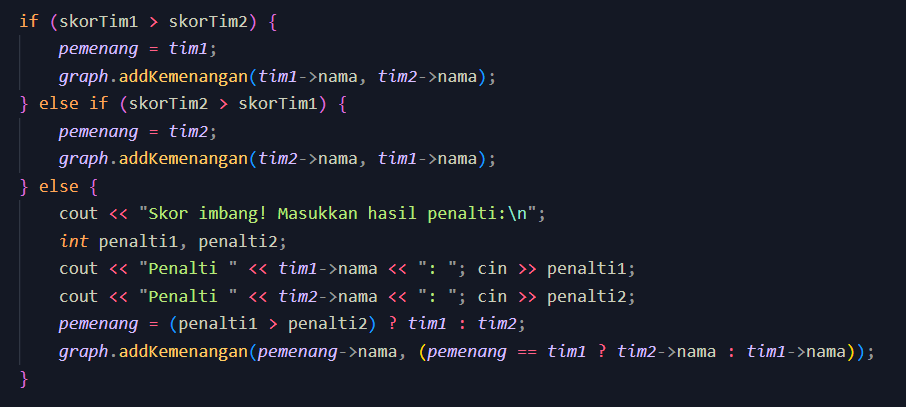 if (skorTim1 > skorTim2) {
    pemenang = tim1;
    graph.addKemenangan(tim1->nama, tim2->nama);
} else if (skorTim2 > skorTim1) {
    pemenang = tim2;
    graph.addKemenangan(tim2->nama, tim1->nama);
} else {
    cout << "Skor imbang! Masukkan hasil penalti:\n";
    int penalti1, penalti2;
    cout << "Penalti " << tim1->nama << ": "; cin >> penalti1;
    cout << "Penalti " << tim2->nama << ": "; cin >> penalti2;
    pemenang = (penalti1 > penalti2) ? tim1 : tim2;
    graph.addKemenangan(pemenang->nama, (pemenang == tim1 ? tim2->nama : tim1->nama));
}